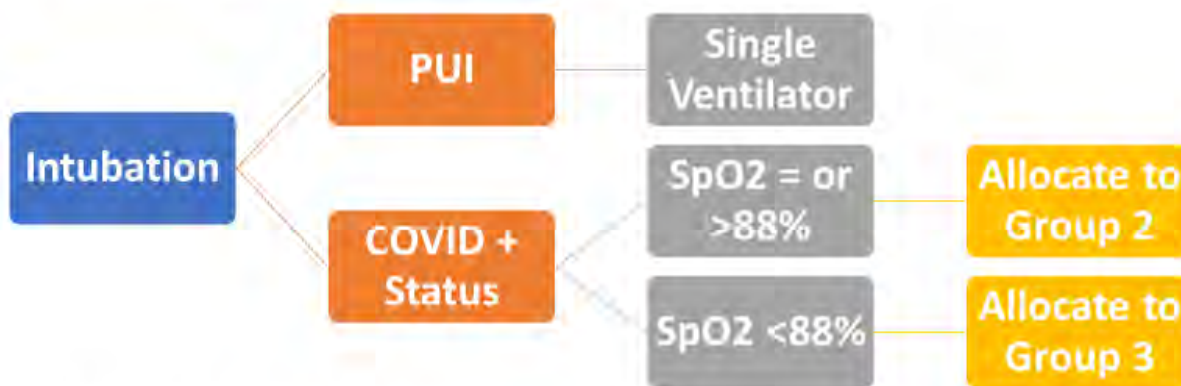 Intubation
PUI
Single
Ventilator
COVID +
Status
SpO2 = or
>88%
Allocate to
Group 2
SpO2 <88%
Allocate to
Group 3